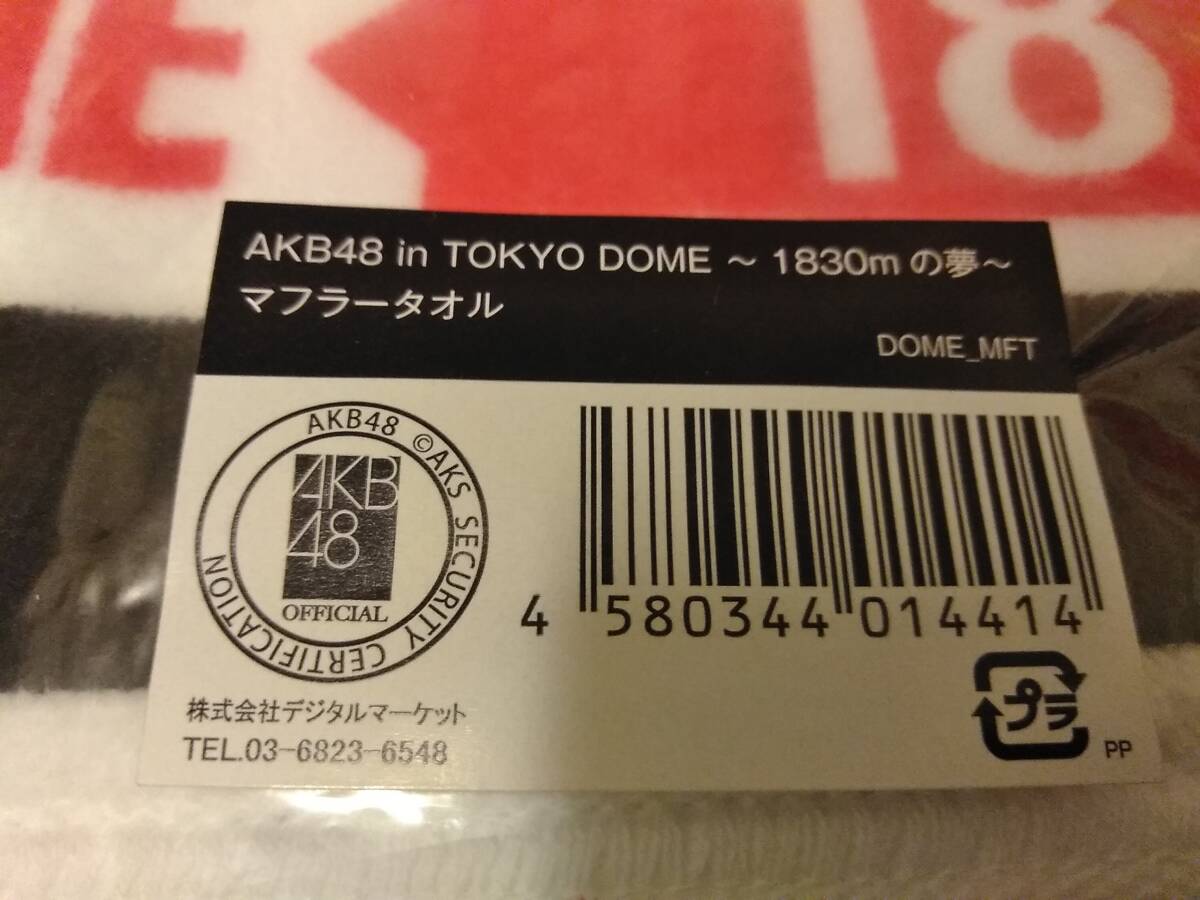 18
AKB48 in TOKYO DOME ～ 1830m の夢～
マフラータオル
DOME_MFT
AKB48 ©AKS SECURITY CERTIFICATION
AKB
48
OFFICIAL
4 580344 014414
株式会社デジタルマーケット
TEL.03-6823-6548
プラ
PP